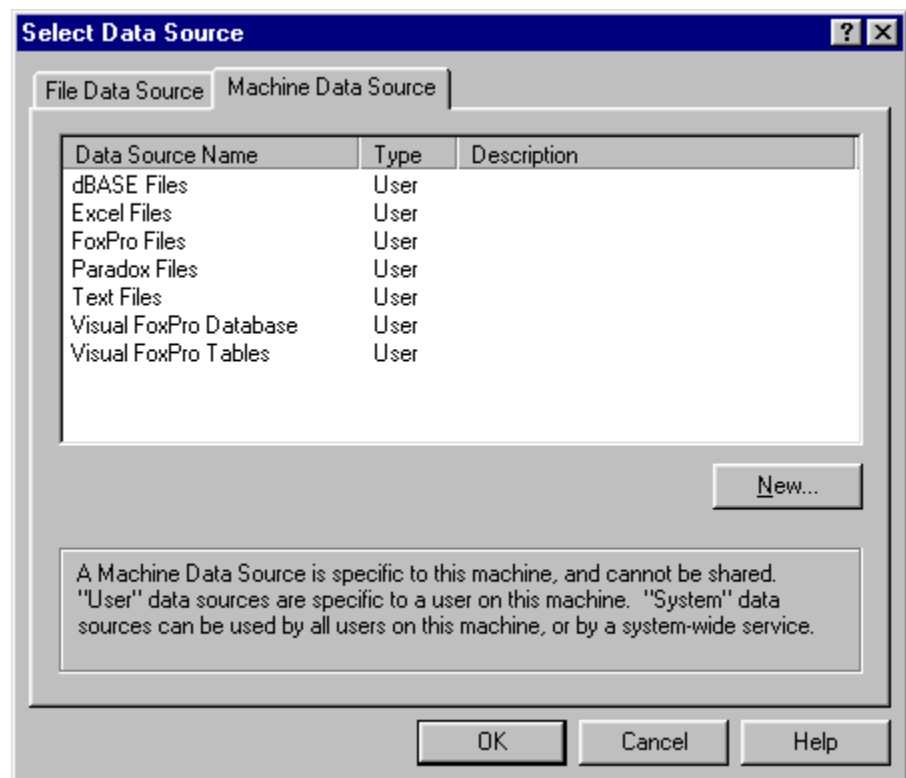 Select Data Source
File Data Source Machine Data Source
Data Source Name Type Description
dBASE Files User
Excel Files User
FoxPro Files User
Paradox Files User
Text Files User
Visual FoxPro Database User
Visual FoxPro Tables User
New...
A Machine Data Source is specific to this machine, and cannot be shared.
"User" data sources are specific to a user on this machine. "System" data
sources can be used by all users on this machine, or by a system-wide service.
OK Cancel Help